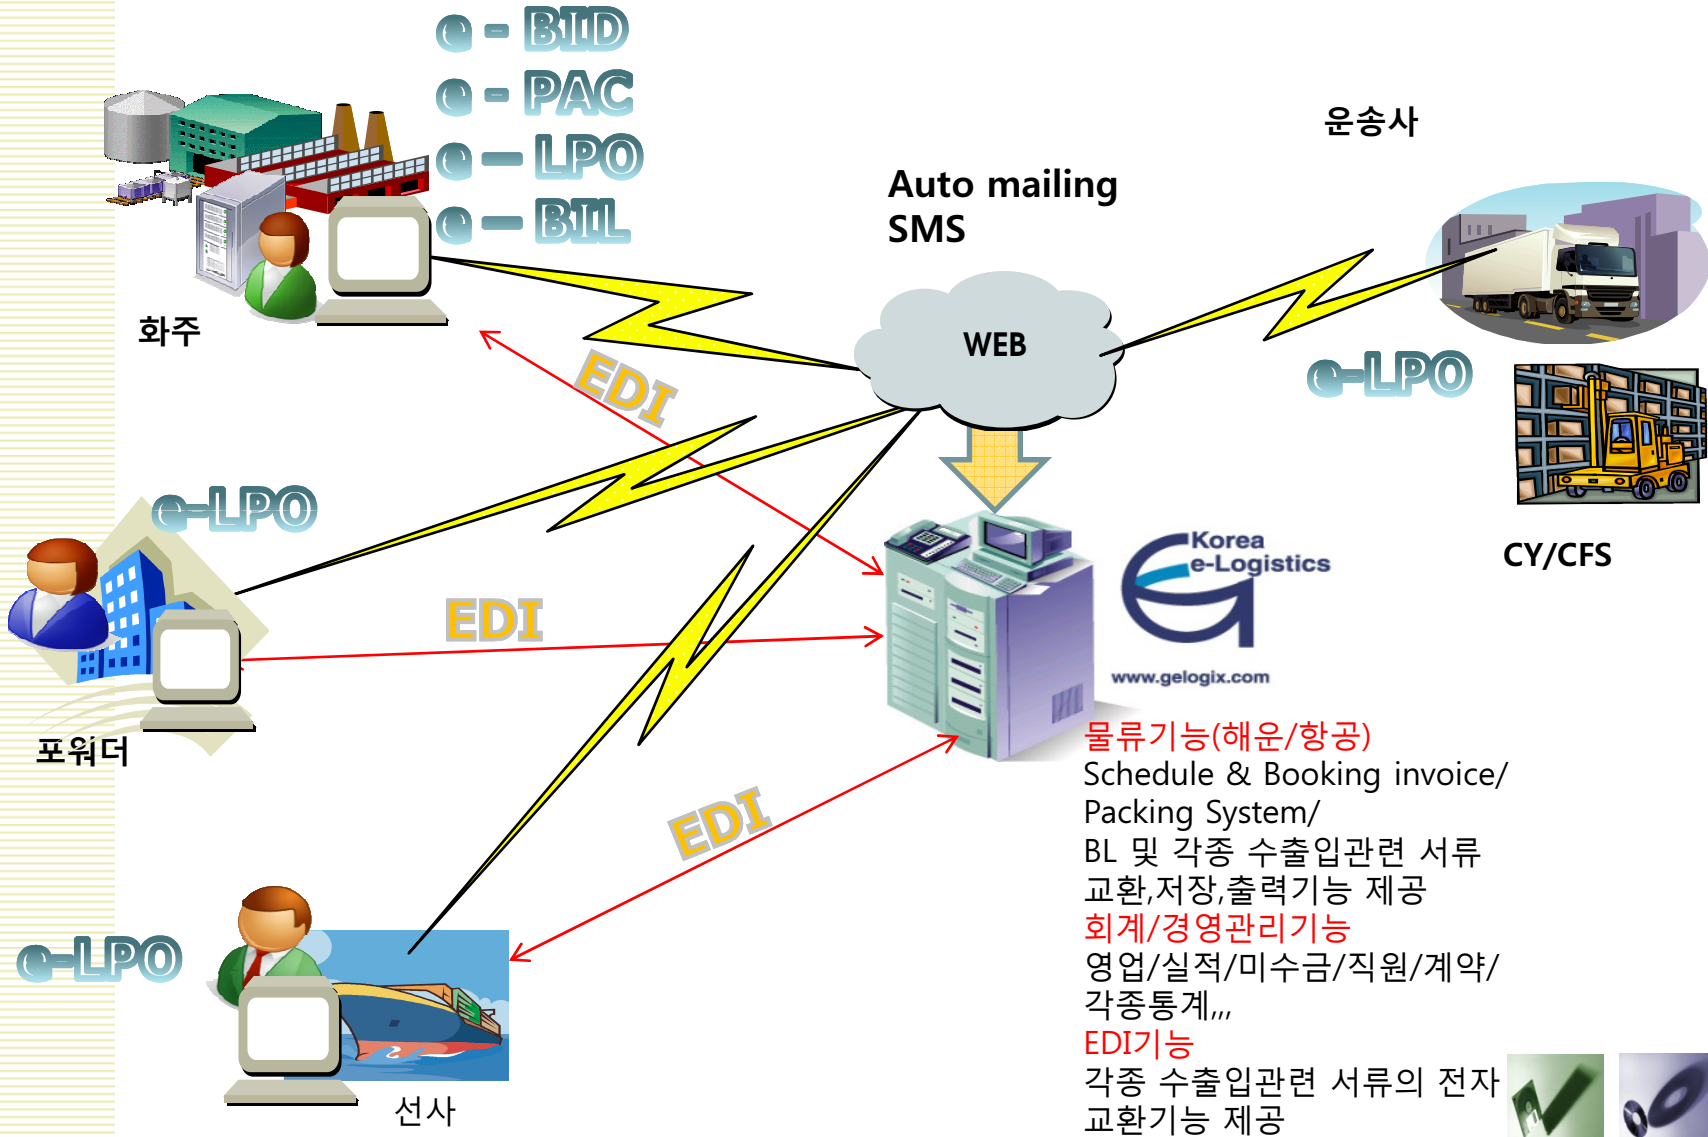 e - BID
e - PAC
e - LPO
e - BIL
운송사
Auto mailing
SMS
화주
WEB
EDI
e-LPO
e-LPO
CY/CFS
Korea
e-Logistics
EDI
www.gelogix.com
포워더
물류기능(해운/항공)
Schedule & Booking invoice/
Packing System/
BL 및 각종 수출입관련 서류
교환,저장,출력기능 제공
회계/경영관리기능
영업/실적/미수금/직원/계약/
각종통계,,,
EDI기능
각종 수출입관련 서류의 전자
교환기능 제공
EDI
e-LPO
선사